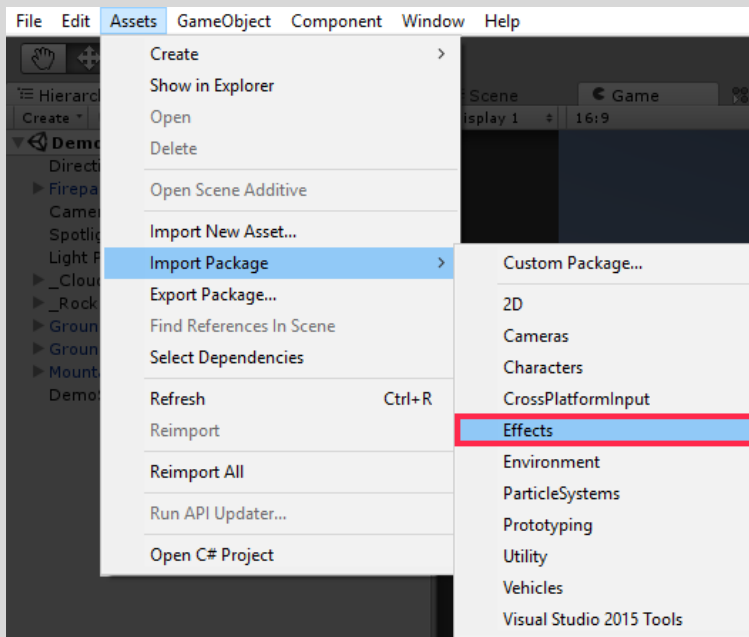 File Edit Assets GameObject Component Window Help
Create
Show in Explorer
Open
Delete
Open Scene Additive
Import New Asset...
Import Package
Export Package...
Find References In Scene
Select Dependencies
Refresh Ctrl+R
Reimport
Reimport All
Run API Updater...
Open C# Project
Custom Package...
2D
Cameras
Characters
CrossPlatformInput
Effects
Environment
ParticleSystems
Prototyping
Utility
Vehicles
Visual Studio 2015 Tools
Scene Game
isplay 1 16:9
Hierarc
Create
Demo
Directi
Firepa
Camer
Spotlig
Light P
_Clou
_Rock
Groun
Groun
Mount
Demo